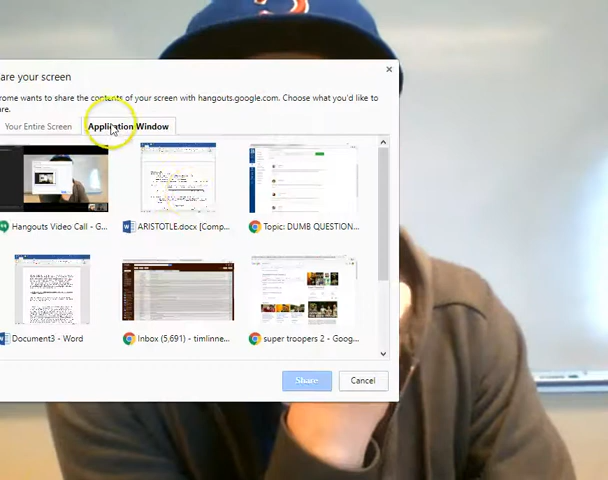 are your screen
rome wants to share the contents of your screen with hangouts.google.com. Choose what you'd like to
are.
Your Entire Screen
Application Window
Hangouts Video Call - G...
ARISTOTLE.docx [Comp...
Topic: DUMB QUESTION...
Document3 - Word
Inbox (5,691) - timlinne...
super troopers 2 - Goog...
Share
Cancel